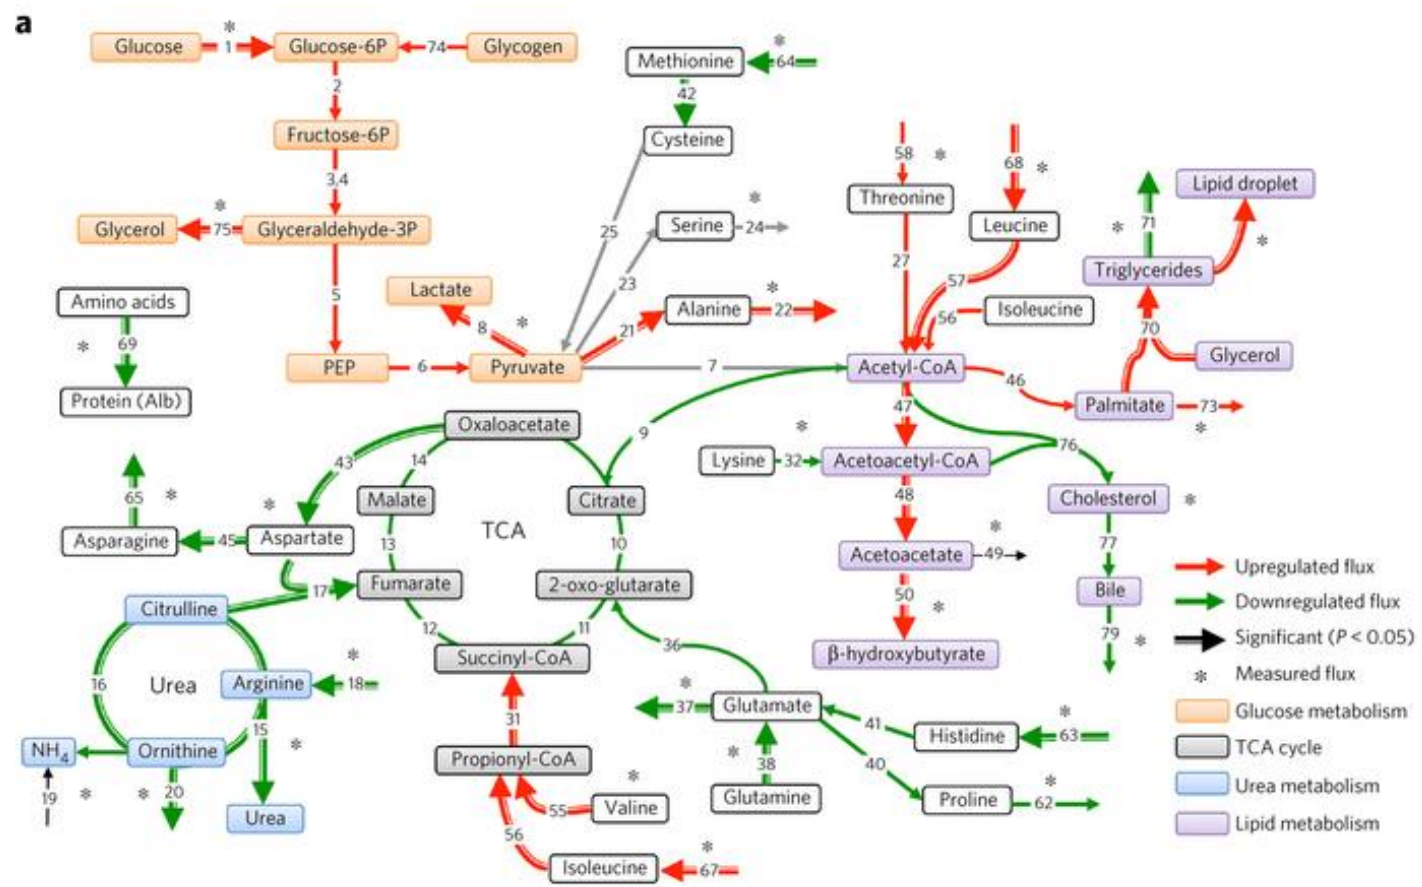 a
Glucose
1
*
Glucose-6P
74
Glycogen
2
Fructose-6P
3,4
Glycerol
75
*
Glyceraldehyde-3P
5
PEP
6
Pyruvate
Lactate
8
*
Amino acids
*
69
Protein (Alb)
Methionine
64
*
42
Cysteine
25
Serine
24
*
23
Alanine
22
*
21
7
58
*
Threonine
27
68
*
Leucine
57
56
Isoleucine
Acetyl-CoA
46
Palmitate
73
*
70
Glycerol
Triglycerides
71
*
Lipid droplet
*
47
76
Lysine
32
*
Acetoacetyl-CoA
48
Acetoacetate
49
*
50
*
β-hydroxybutyrate
Cholesterol
*
77
Bile
79
*
Oxaloacetate
9
14
43
Malate
13
Citrate
10
TCA
2-oxo-glutarate
11
Fumarate
12
Succinyl-CoA
65
*
Asparagine
45
Aspartate
*
17
Citrulline
16
Urea
Arginine
18
*
15
*
Ornithine
NH4
19
*
*
20
Urea
31
Propionyl-CoA
55
Valine
*
56
Isoleucine
67
*
36
Glutamate
37
*
38
*
Glutamine
41
Histidine
63
*
40
Proline
62
*
Upregulated flux
Downregulated flux
Significant (P < 0.05)
* Measured flux
Glucose metabolism
TCA cycle
Urea metabolism
Lipid metabolism